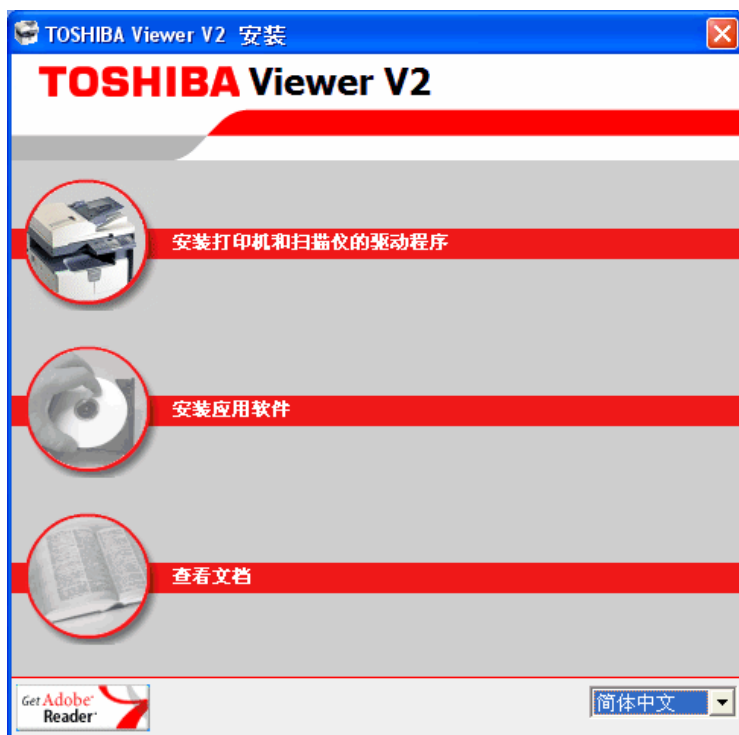 TOSHIBA Viewer V2 安装
TOSHIBA Viewer V2
安装打印机和扫描仪的驱动程序
安装应用软件
查看文档
Get Adobe®
Reader®
简体中文